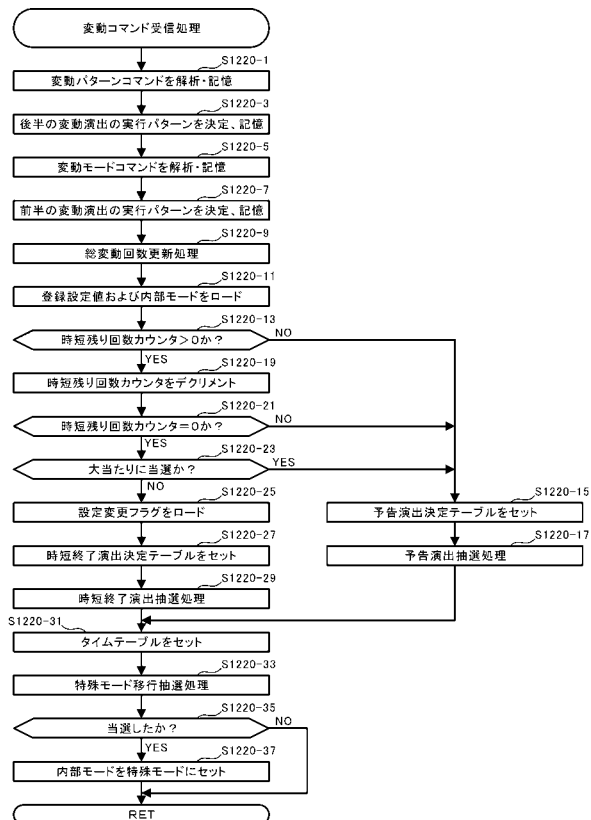 変動コマンド受信処理
S1220-1
変動パターンコマンドを解析・記憶
S1220-3
後半の変動演出の実行パターンを決定、記憶
S1220-5
変動モードコマンドを解析・記憶
S1220-7
前半の変動演出の実行パターンを決定、記憶
S1220-9
総変動回数更新処理
S1220-11
登録設定値および内部モードをロード
S1220-13
時短残り回数カウンタ>0か?
NO
YES
S1220-19
時短残り回数カウンタをデクリメント
S1220-21
時短残り回数カウンタ=0か?
NO
YES
S1220-23
大当たりに当選か?
YES
NO
S1220-25
設定変更フラグをロード
S1220-15
予告演出決定テーブルをセット
S1220-27
時短終了演出決定テーブルをセット
S1220-17
予告演出抽選処理
S1220-29
時短終了演出抽選処理
S1220-31
タイムテーブルをセット
S1220-33
特殊モード移行抽選処理
S1220-35
当選したか?
NO
YES
S1220-37
内部モードを特殊モードにセット
RET